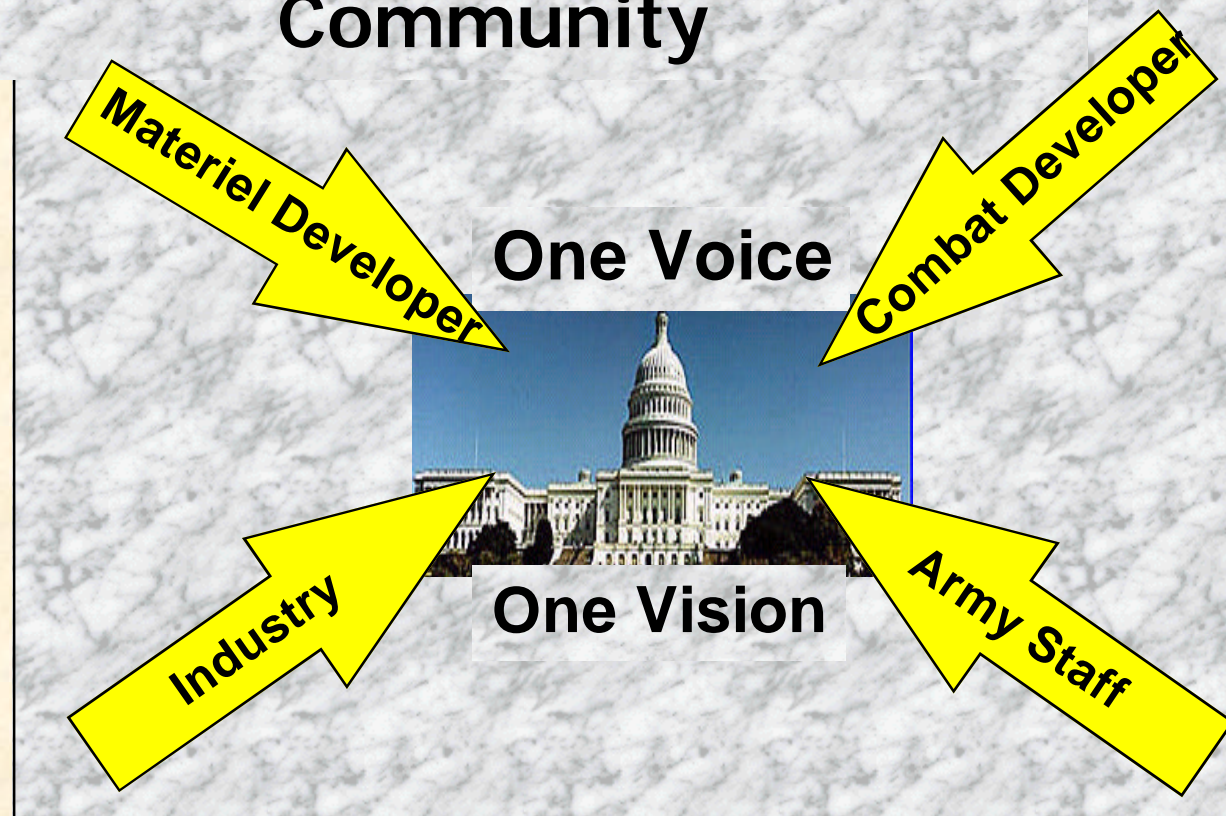 Community
Materiel Developer
Combat Developer
One Voice
One Vision
Industry
Army Staff